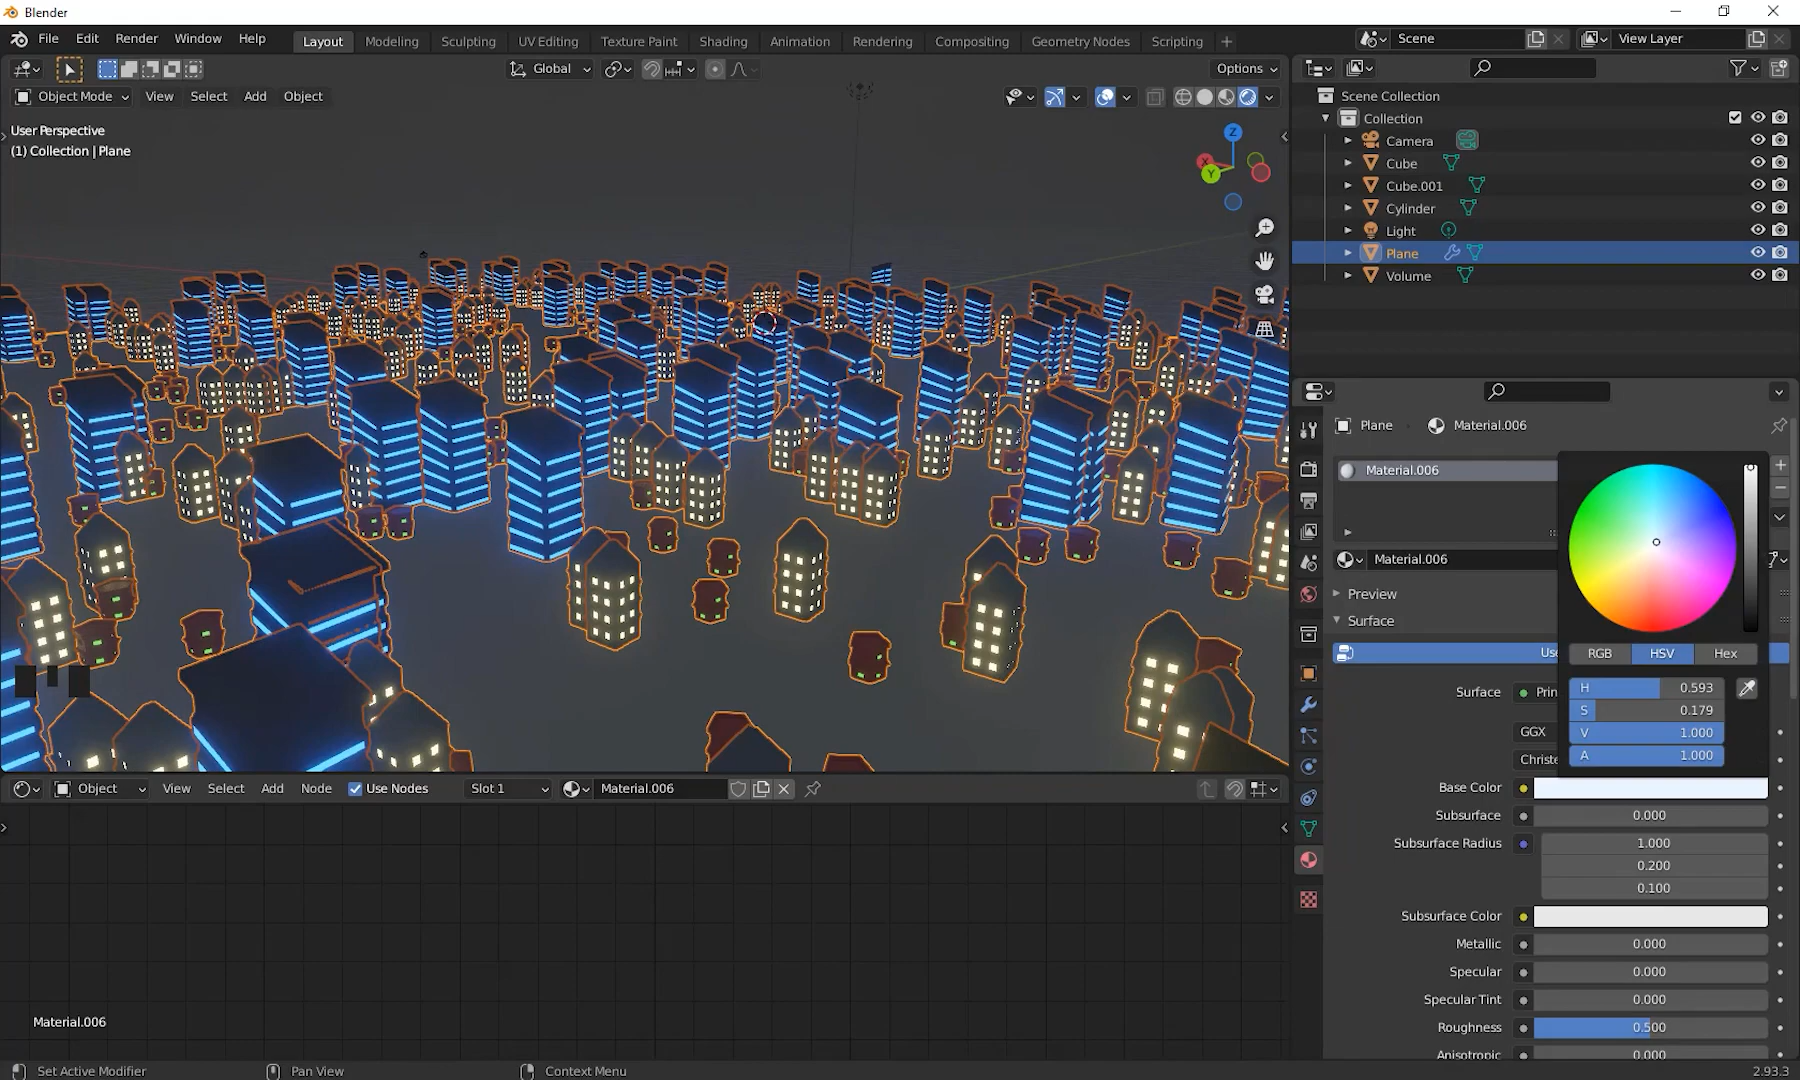 Blender
File Edit Render Window Help Layout Modeling Sculpting UV Editing Texture Paint Shading Animation Rendering Compositing Geometry Nodes Scripting + Scene View Layer
Global Options
Object Mode View Select Add Object
User Perspective
(1) Collection | Plane
Z
X
Y
Scene Collection
Collection
Camera
Cube
Cube.001
Cylinder
Light
Plane
Volume
Plane Material.006
Material.006
Material.006
Preview
Surface
Use
RGB HSV Hex
H 0.593
S 0.179
V 1.000
A 1.000
Surface Prin
GGX
Christe
Base Color
Subsurface 0.000
Subsurface Radius 1.000
0.200
0.100
Subsurface Color
Metallic 0.000
Specular 0.000
Specular Tint 0.000
Roughness 0.500
Anisotropic 0.000
Object View Select Add Node Use Nodes Slot 1 Material.006
Material.006
Set Active Modifier Pan View Context Menu 2.93.3